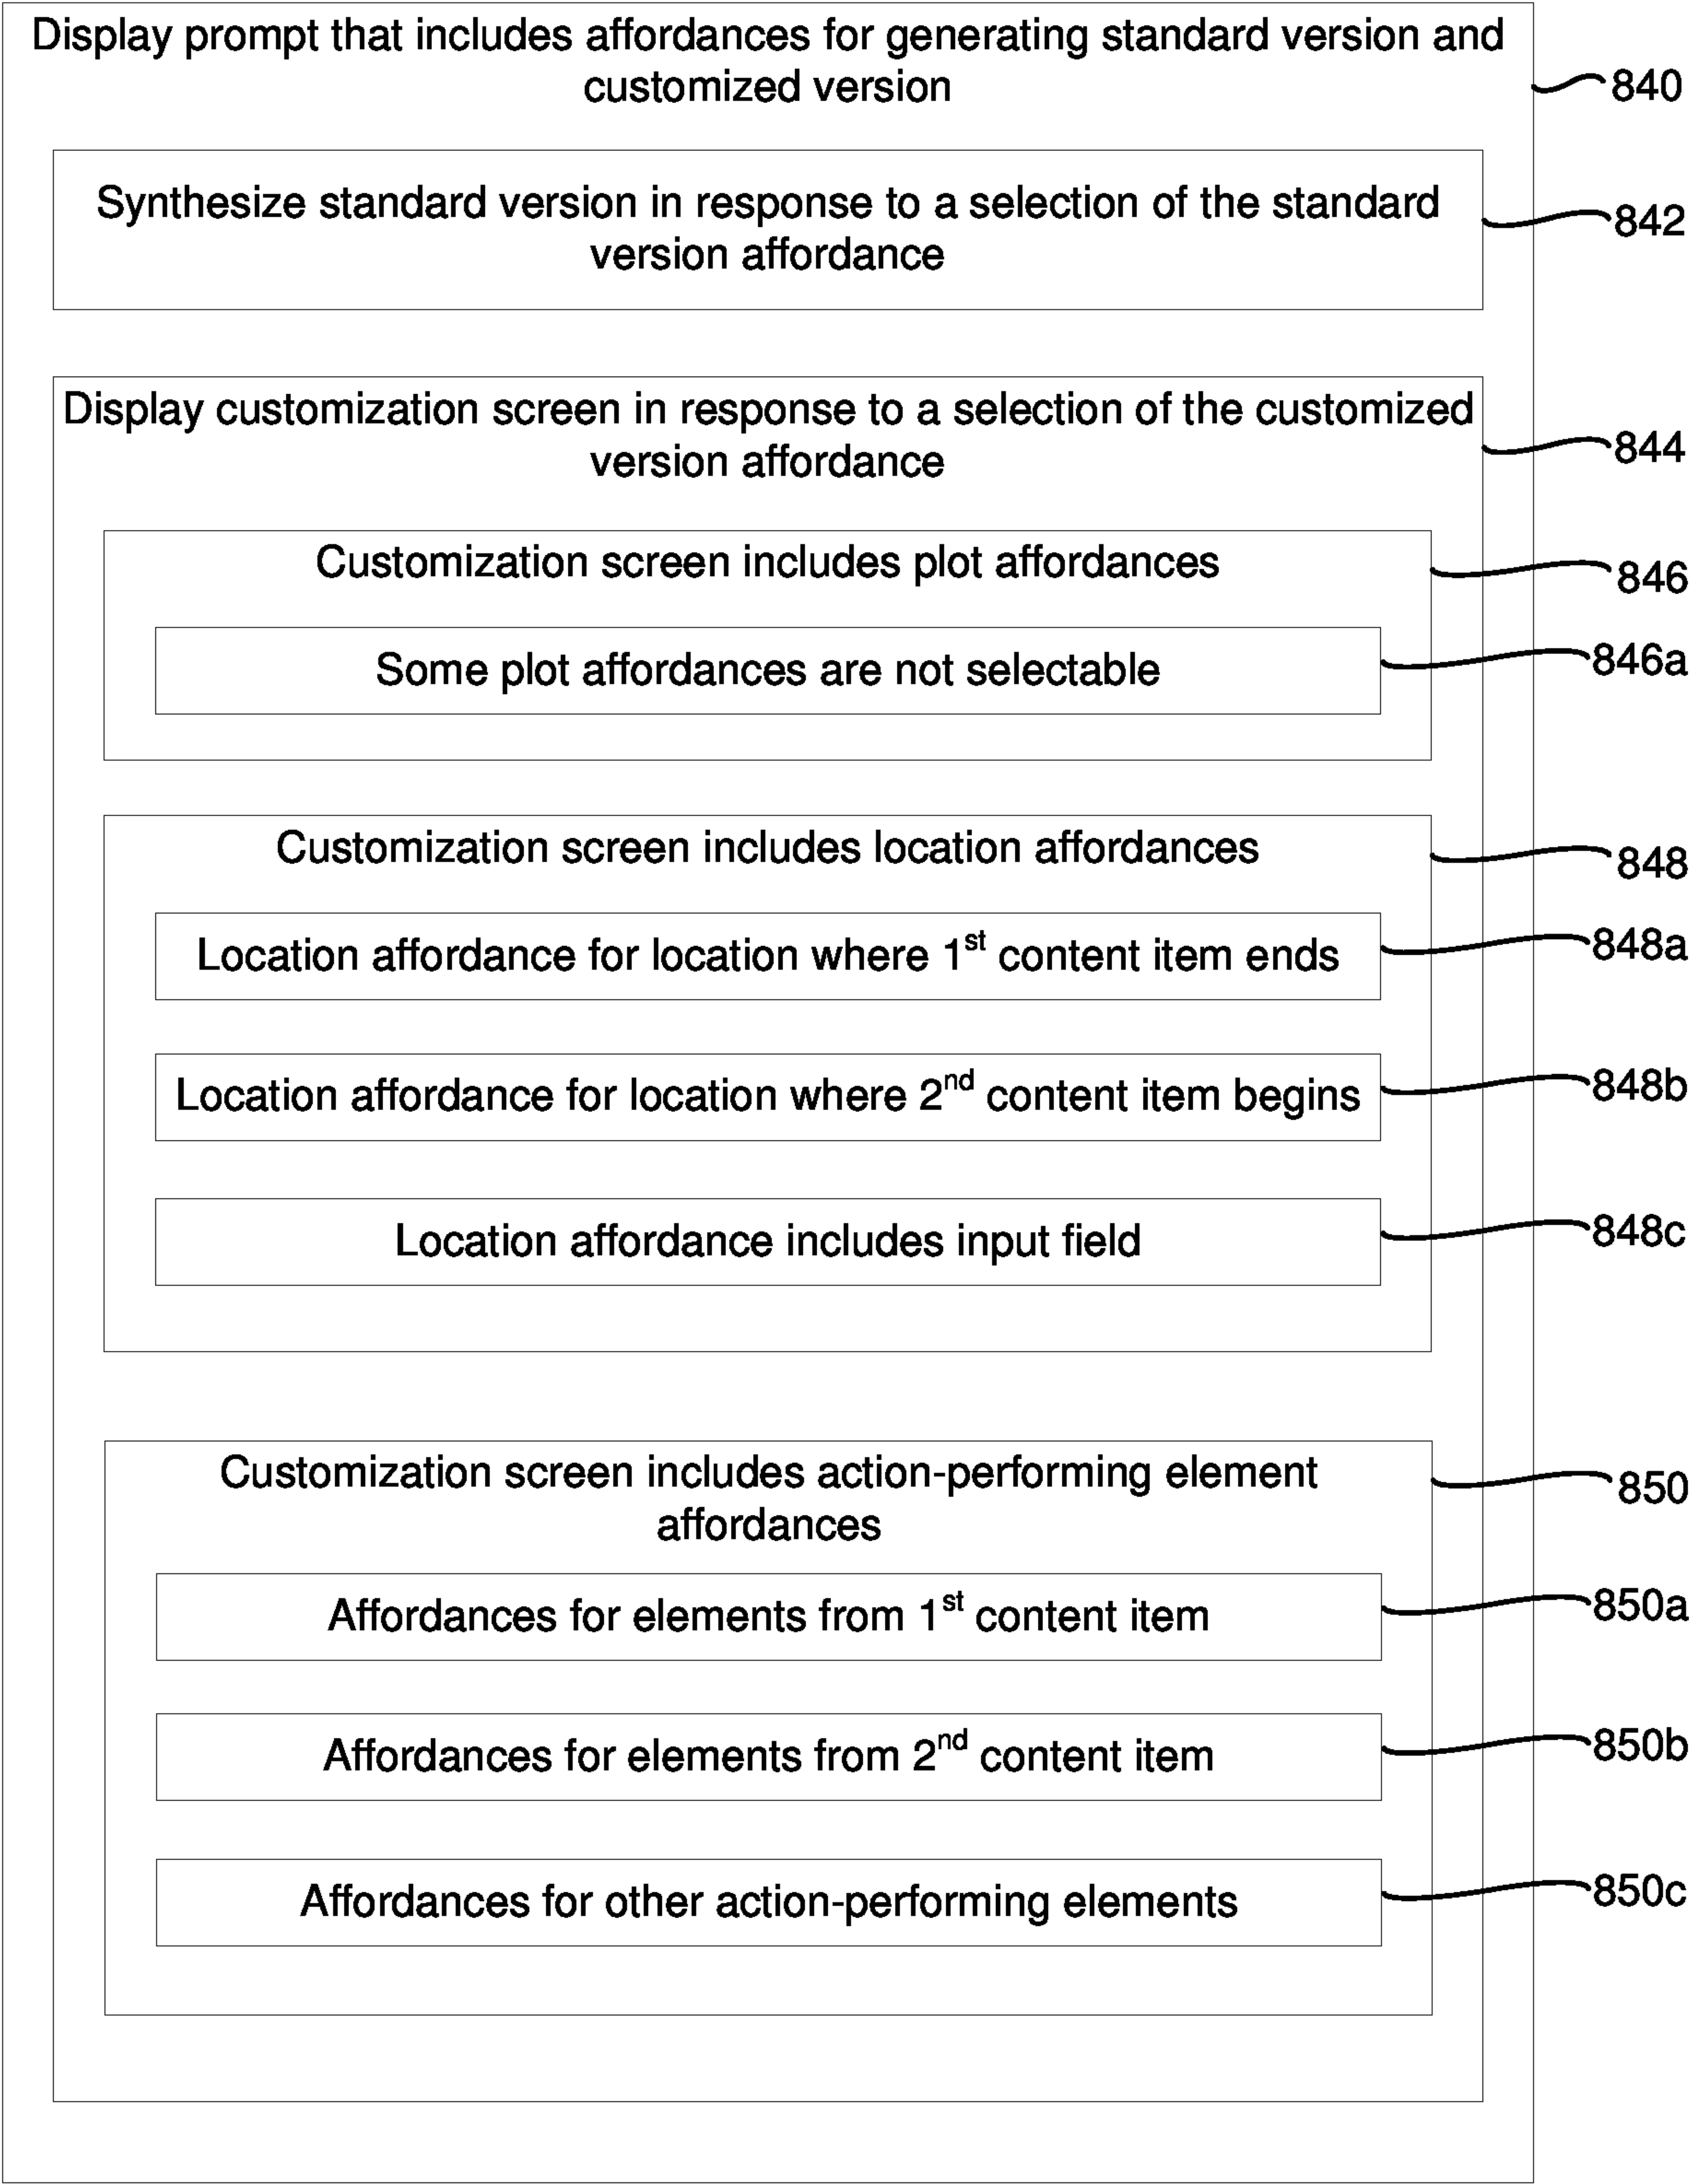 Display prompt that includes affordances for generating standard version and
customized version
840
Synthesize standard version in response to a selection of the standard
version affordance
842
Display customization screen in response to a selection of the customized
version affordance
844
Customization screen includes plot affordances
846
Some plot affordances are not selectable
846a
Customization screen includes location affordances
848
Location affordance for location where 1st content item ends
848a
Location affordance for location where 2nd content item begins
848b
Location affordance includes input field
848c
Customization screen includes action-performing element
affordances
850
Affordances for elements from 1st content item
850a
Affordances for elements from 2nd content item
850b
Affordances for other action-performing elements
850c